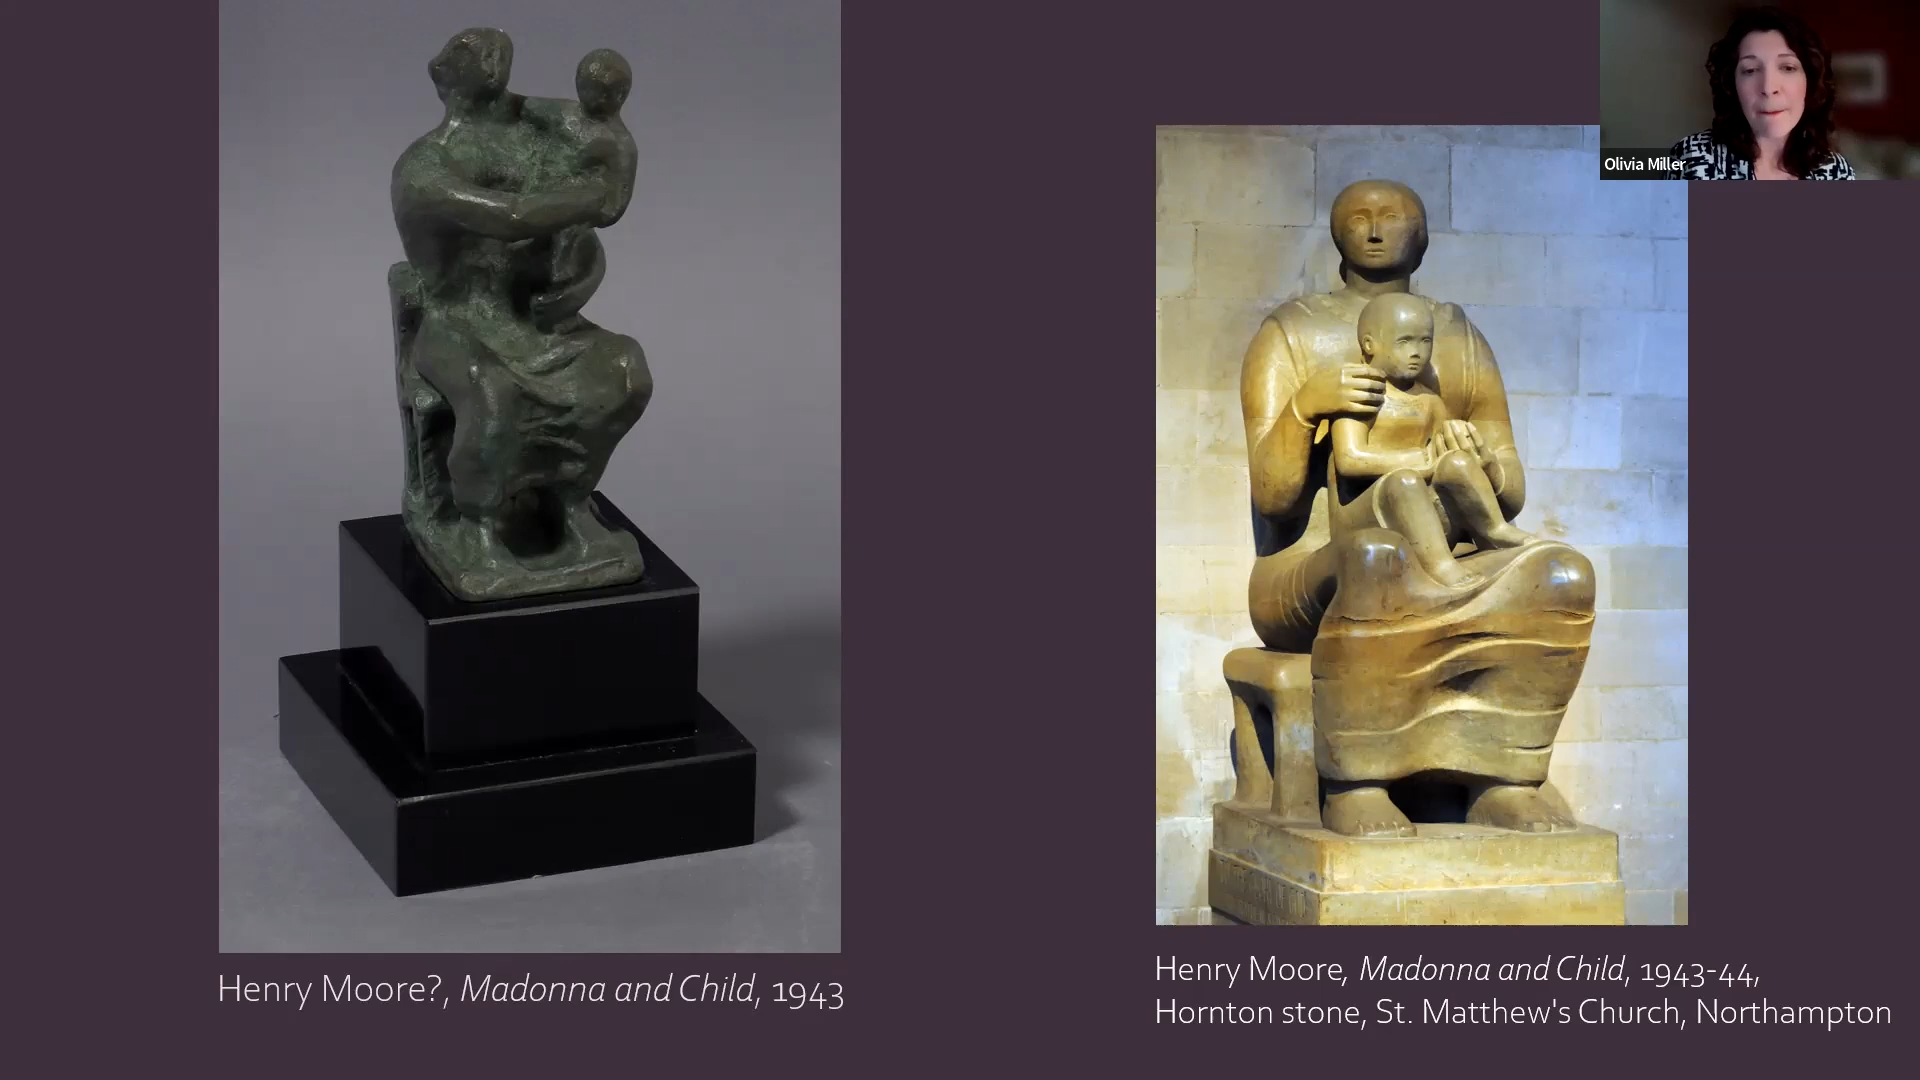 Olivia Miller
Henry Moore?, Madonna and Child, 1943
Henry Moore, Madonna and Child, 1943-44,
Hornton stone, St. Matthew's Church, Northampton